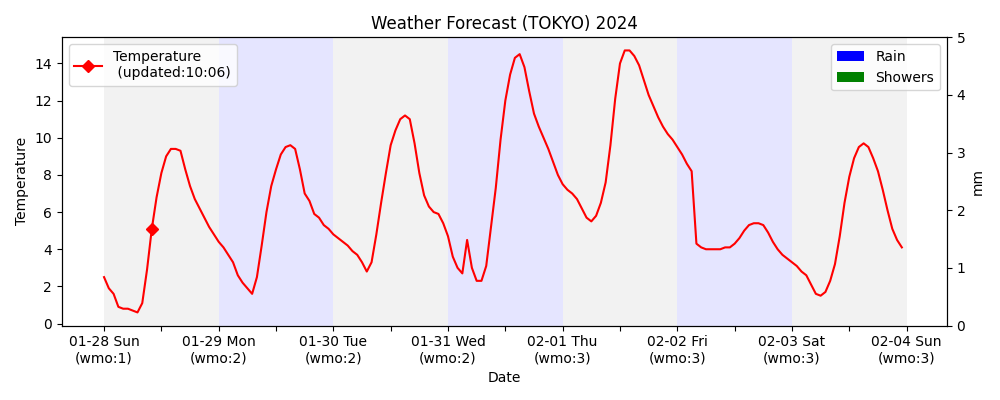 Weather Forecast (TOKYO) 2024
Temperature
(updated:10:06)
Rain
Showers
Temperature
14
12
10
8
6
4
2
0
5
4
3
2
1
0
mm
01-28 Sun
(wmo:1)
01-29 Mon
(wmo:2)
01-30 Tue
(wmo:2)
01-31 Wed
(wmo:2)
02-01 Thu
(wmo:3)
02-02 Fri
(wmo:3)
02-03 Sat
(wmo:3)
02-04 Sun
(wmo:3)
Date